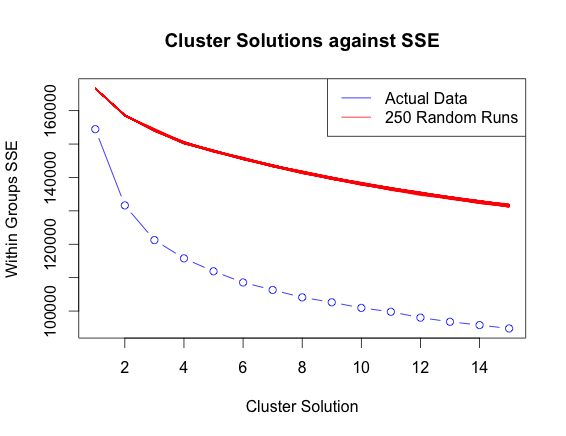 Cluster Solutions against SSE
Actual Data
250 Random Runs
Within Groups SSE
160000
140000
120000
100000
2 4 6 8 10 12 14
Cluster Solution